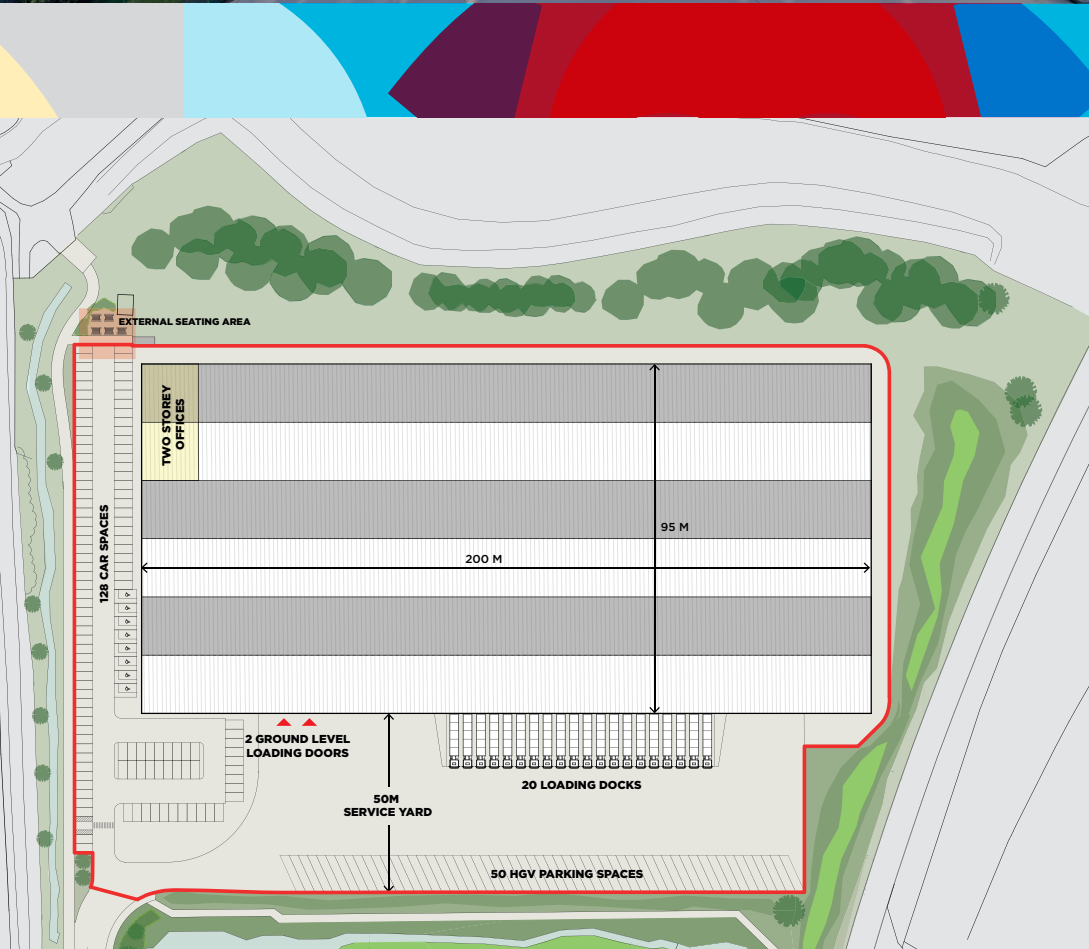 EXTERNAL SEATING AREA
TWO STOREY
OFFICES
128 CAR SPACES
95 M
200 M
2 GROUND LEVEL
LOADING DOORS
20 LOADING DOCKS
50M
SERVICE YARD
50 HGV PARKING SPACES